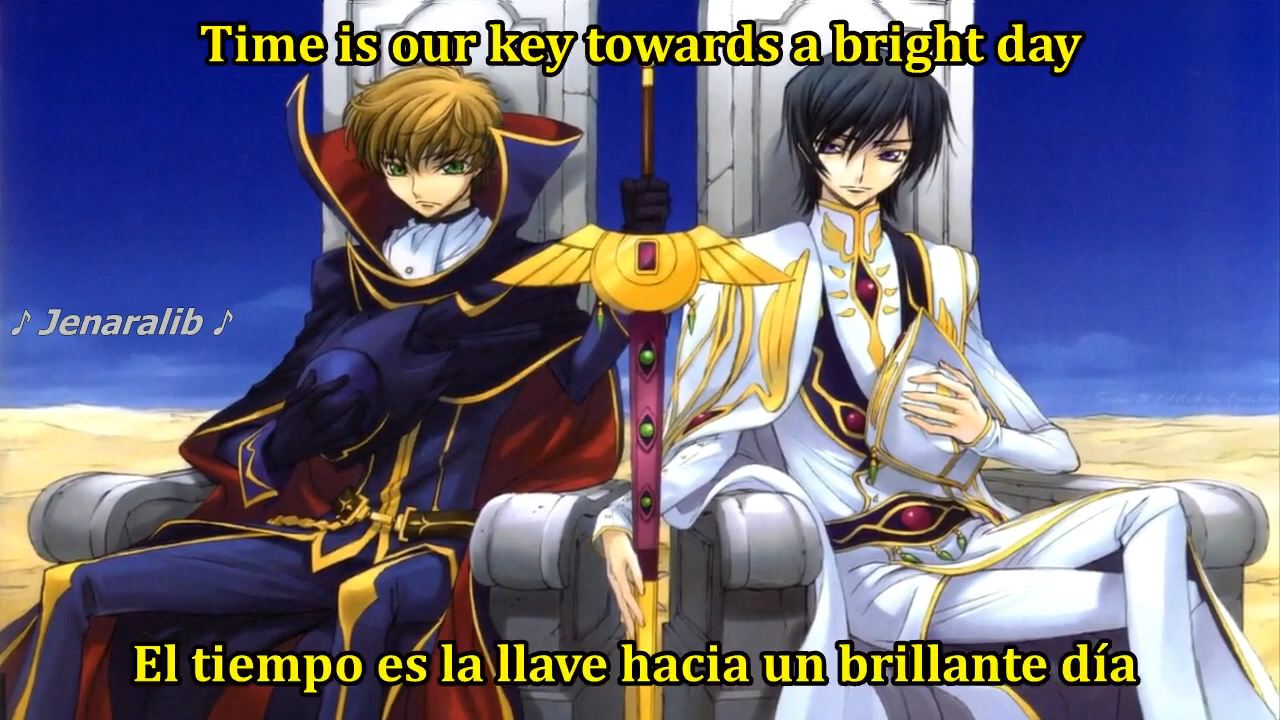 Time is our key towards a bright day
♪ Jenaralib ♪
El tiempo es la llave hacia un brillante día